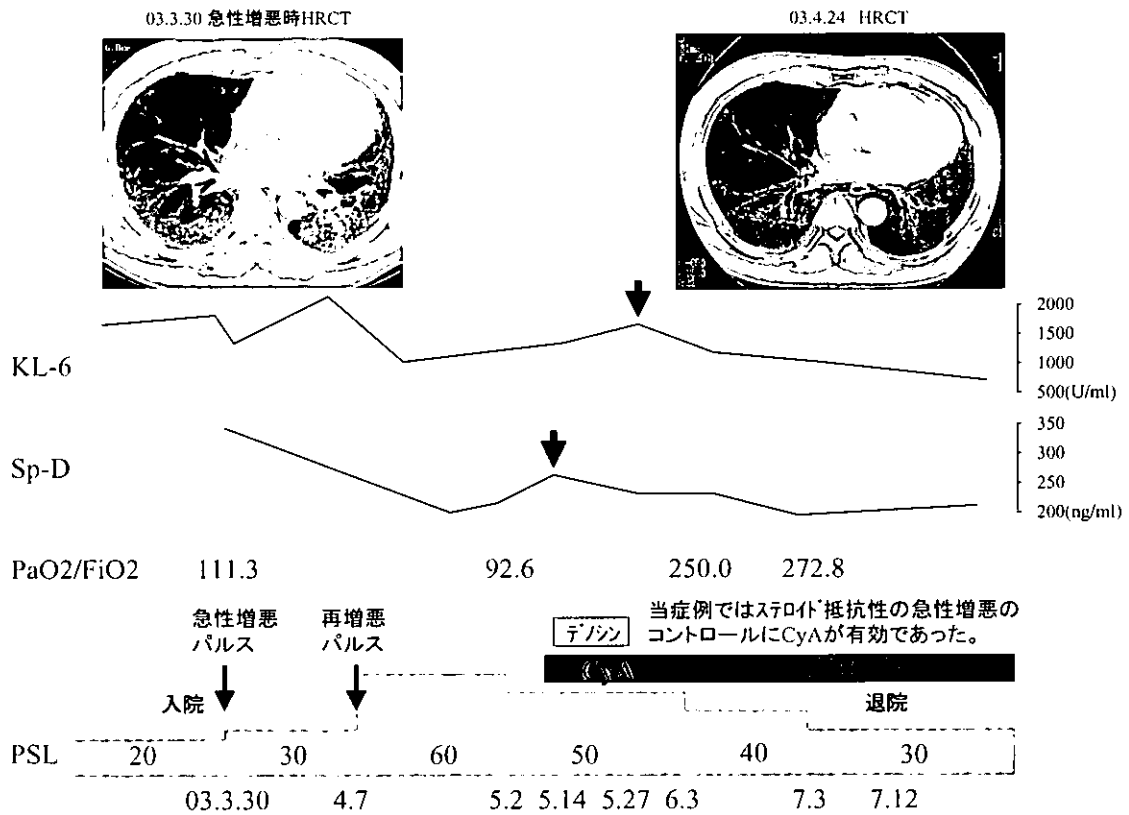 03.3.30 急性増悪時HRCT
03.4.24 HRCT
KL-6
2000
1500
1000
500(U/ml)
Sp-D
350
300
250
200(ng/ml)
PaO2/FiO2 111.3 92.6 250.0 272.8
急性増悪
パルス
再増悪
パルス
デノシン
当症例ではステロイド抵抗性の急性増悪の
コントロールにCyAが有効であった。
CyA
入院
退院
PSL 20 30 60 50 40 30
03.3.30 4.7 5.2 5.14 5.27 6.3 7.3 7.12